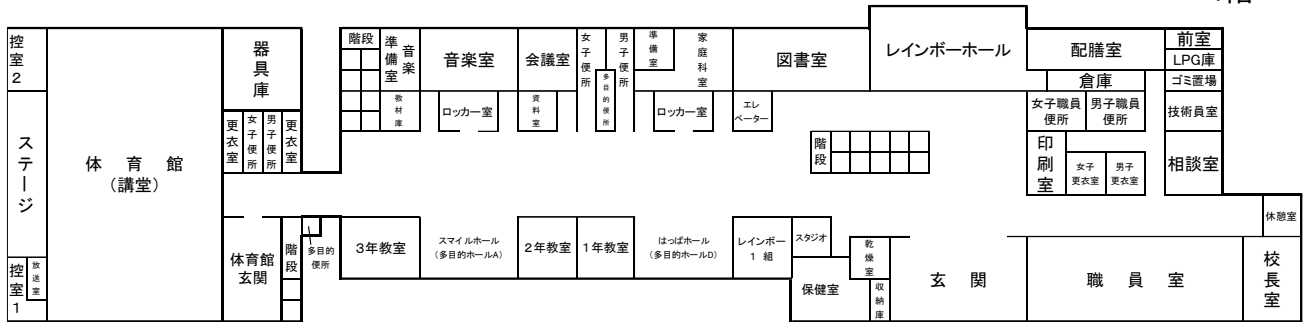 階
控室2
ステージ
控室1
放送室
体育館
(講堂)
器具庫
更衣室
女子便所
男子便所
更衣室
体育館
玄関
階段
多目的
便所
階段
準備室
音楽
教材庫
音楽室
ロッカー室
会議室
資料室
女子便所
多目的便所
男子便所
準備室
家庭科室
ロッカー室
図書室
エレ
ベーター
レインボーホール
階段
配膳室
倉庫
前室
LPG庫
ゴミ置場
女子職員
便所
男子職員
便所
技術員室
印刷室
女子
更衣室
男子
更衣室
相談室
休憩室
3年教室
スマイルホール
(多目的ホールA)
2年教室
1年教室
はっぱホール
(多目的ホールD)
レインボー
1 組
スタジオ
保健室
乾燥室
収納庫
玄関
職員室
校長室